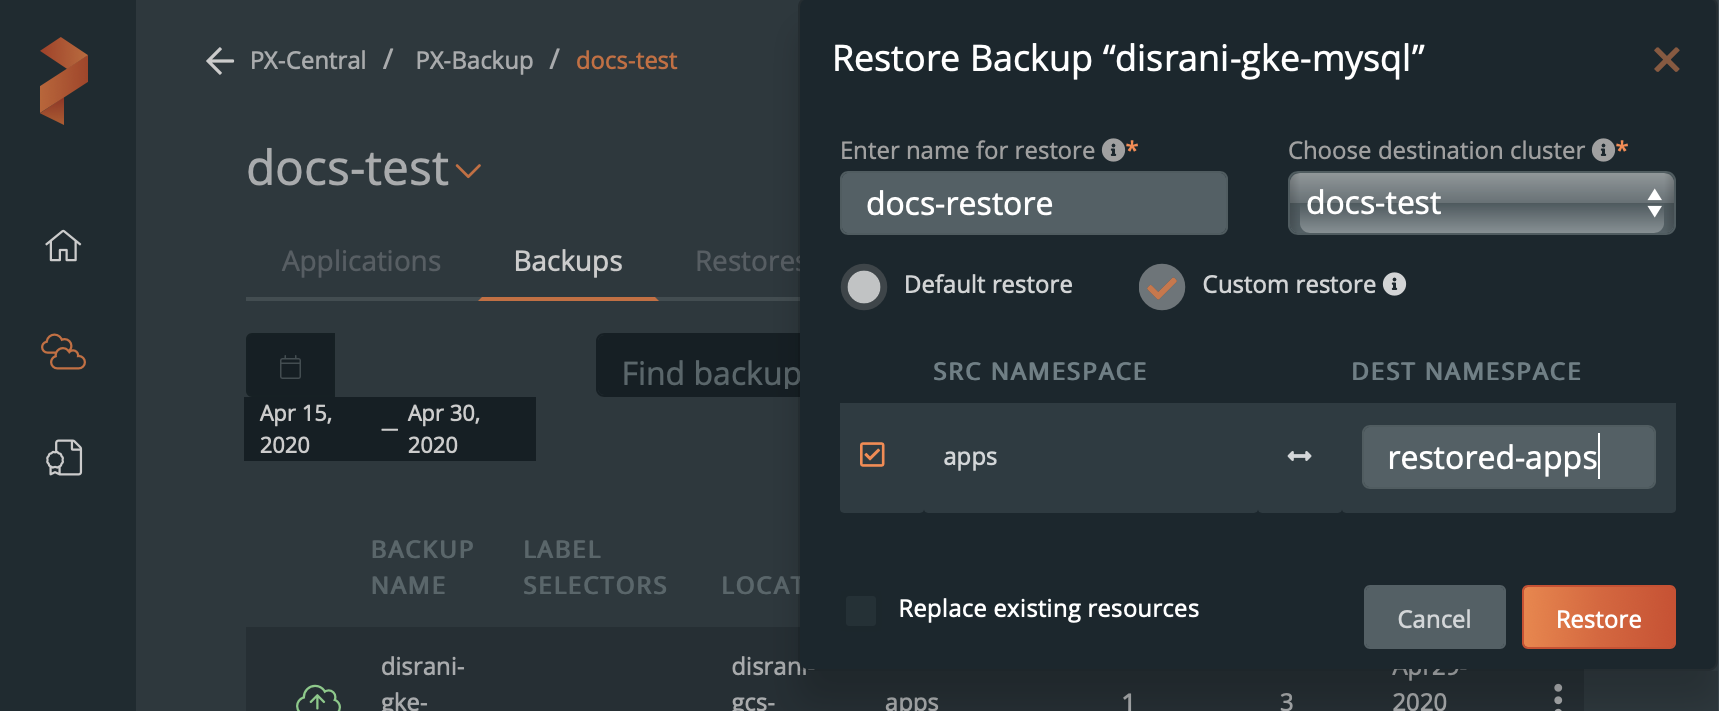 PX-Central / PX-Backup / docs-test
docs-test
Applications Backups Restores
Find backup
Apr 15, 2020 — Apr 30, 2020
BACKUP NAME
LABEL SELECTORS
disrani-gke-
disrani-gcs-
apps
1
3
2020
Restore Backup “disrani-gke-mysql”
Enter name for restore *
docs-restore
Choose destination cluster *
docs-test
Default restore
Custom restore
SRC NAMESPACE
DEST NAMESPACE
apps
restored-apps
Replace existing resources
Cancel
Restore